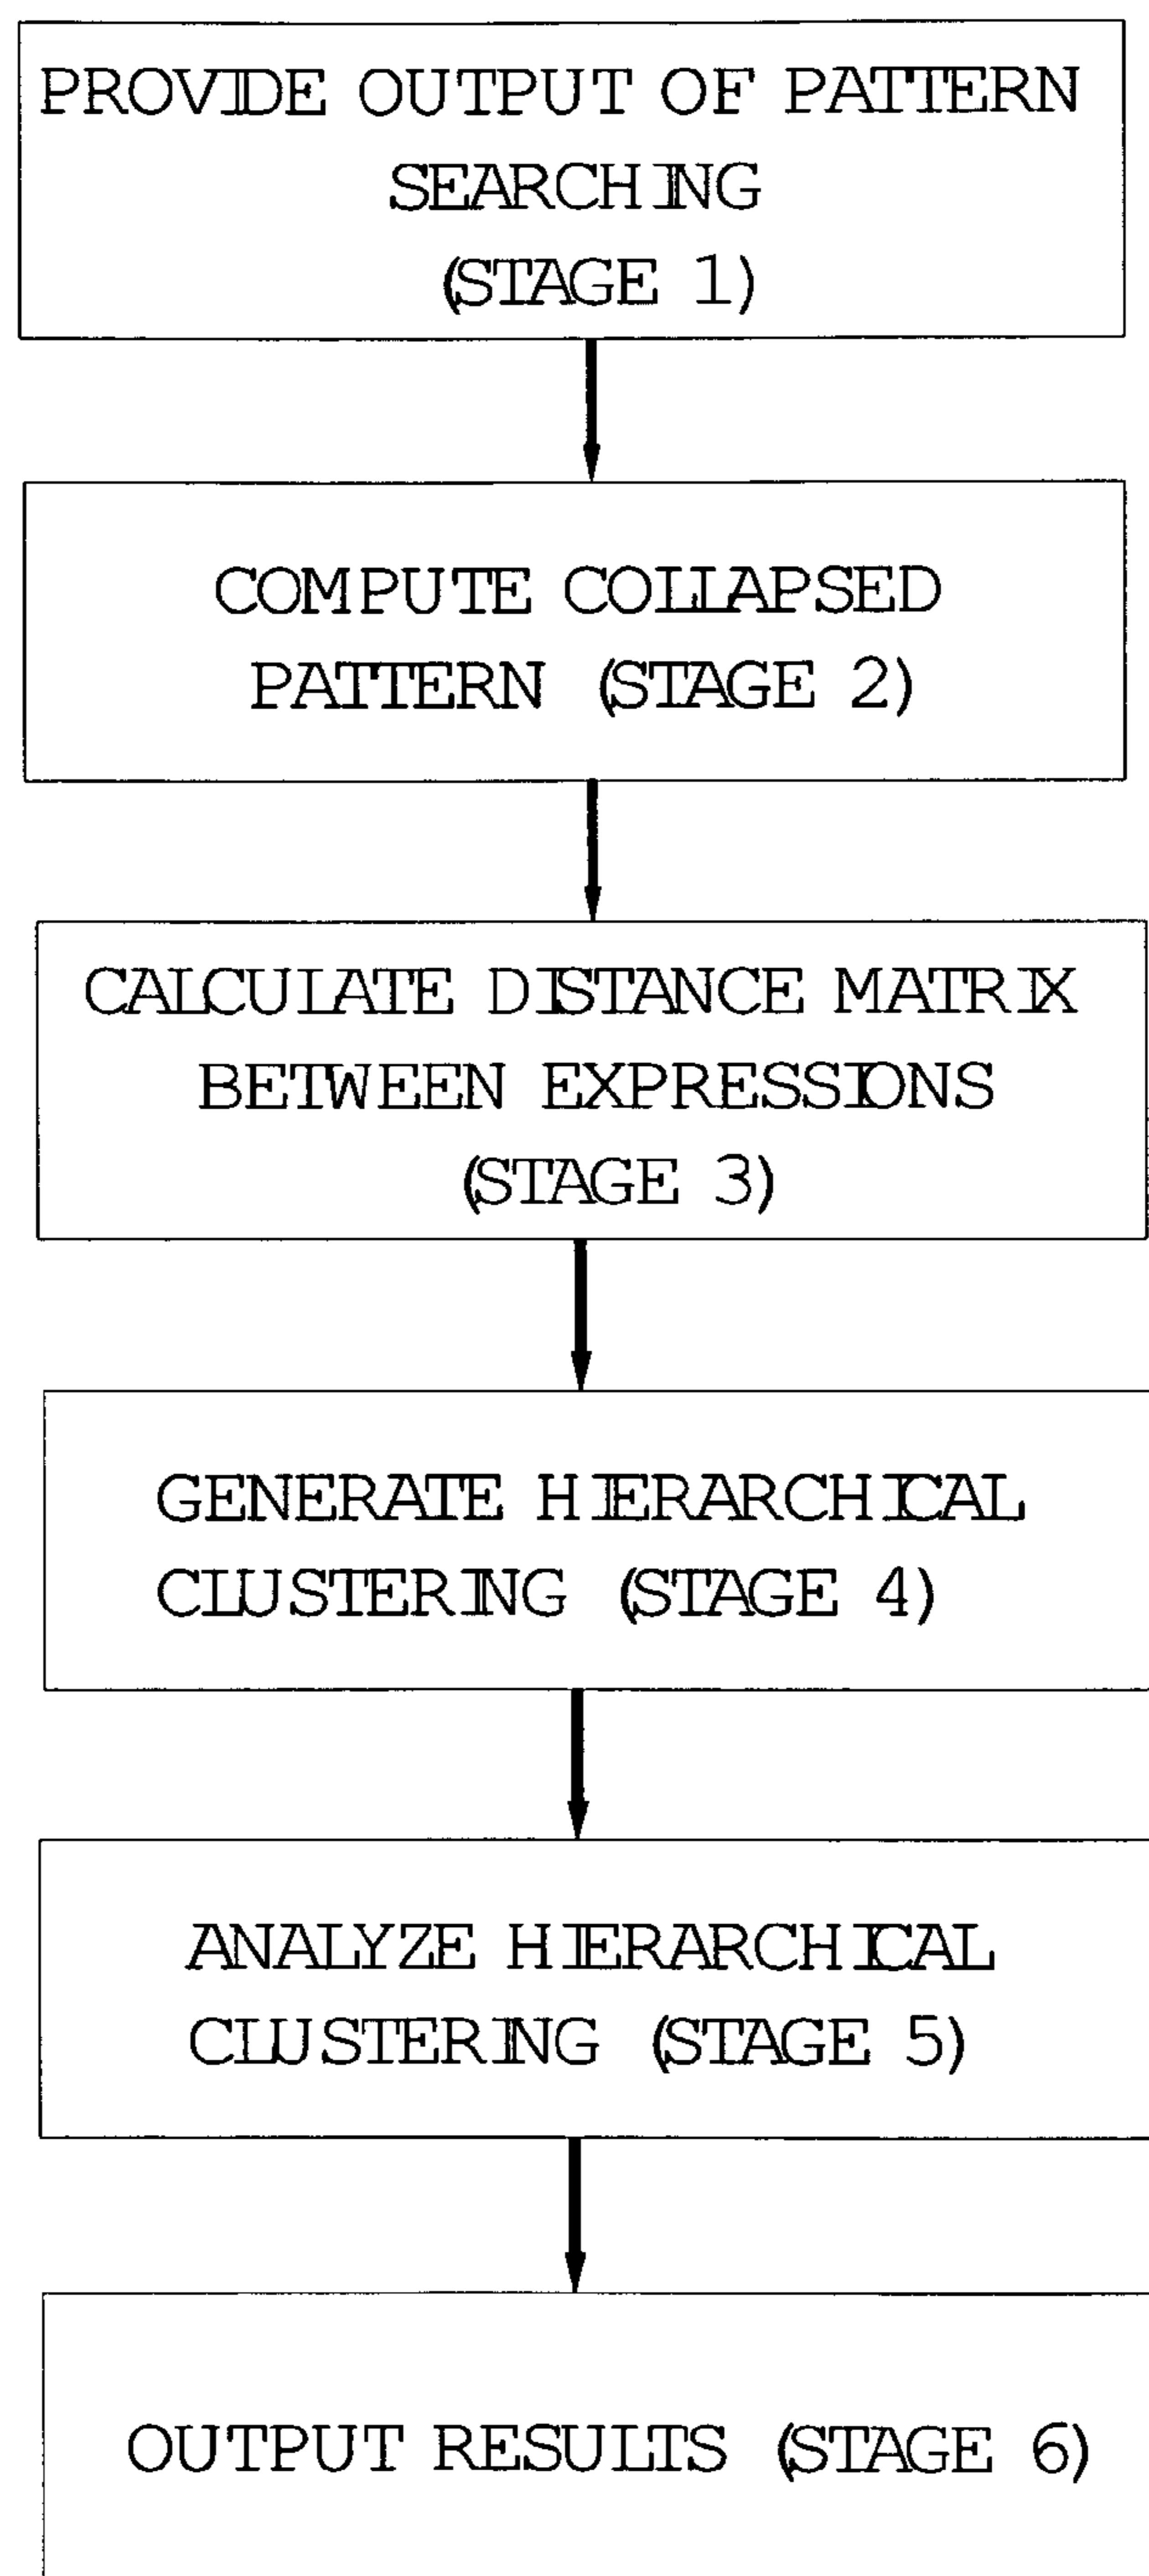 PROVIDE OUTPUT OF PATTERN
SEARCHING
(STAGE 1)
COMPUTE COLLAPSED
PATTERN (STAGE 2)
CALCULATE DISTANCE MATRIX
BETWEEN EXPRESSIONS
(STAGE 3)
GENERATE HIERARCHICAL
CLUSTERING (STAGE 4)
ANALYZE HIERARCHICAL
CLUSTERING (STAGE 5)
OUTPUT RESULTS (STAGE 6)